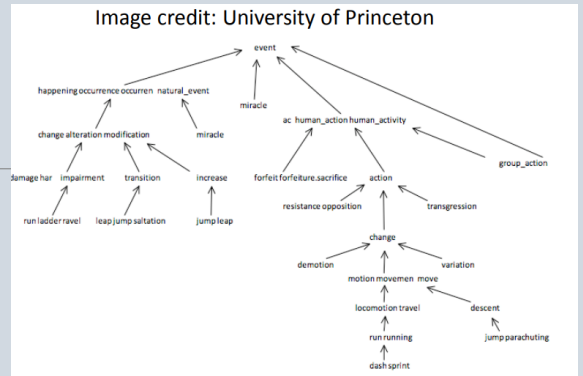 Image credit: University of Princeton
event
happening occurrence occurren natural_event
miracle
ac human_action human_activity
change alteration modification
miracle
group_action
damage har impairment
transition
increase
forfeit forfeiture.sacrifice
action
resistance opposition
transgression
run ladder ravel
leap jump saltation
jump leap
change
demotion
variation
motion movemen move
locomotion travel
descent
run running
jump parachuting
dash sprint